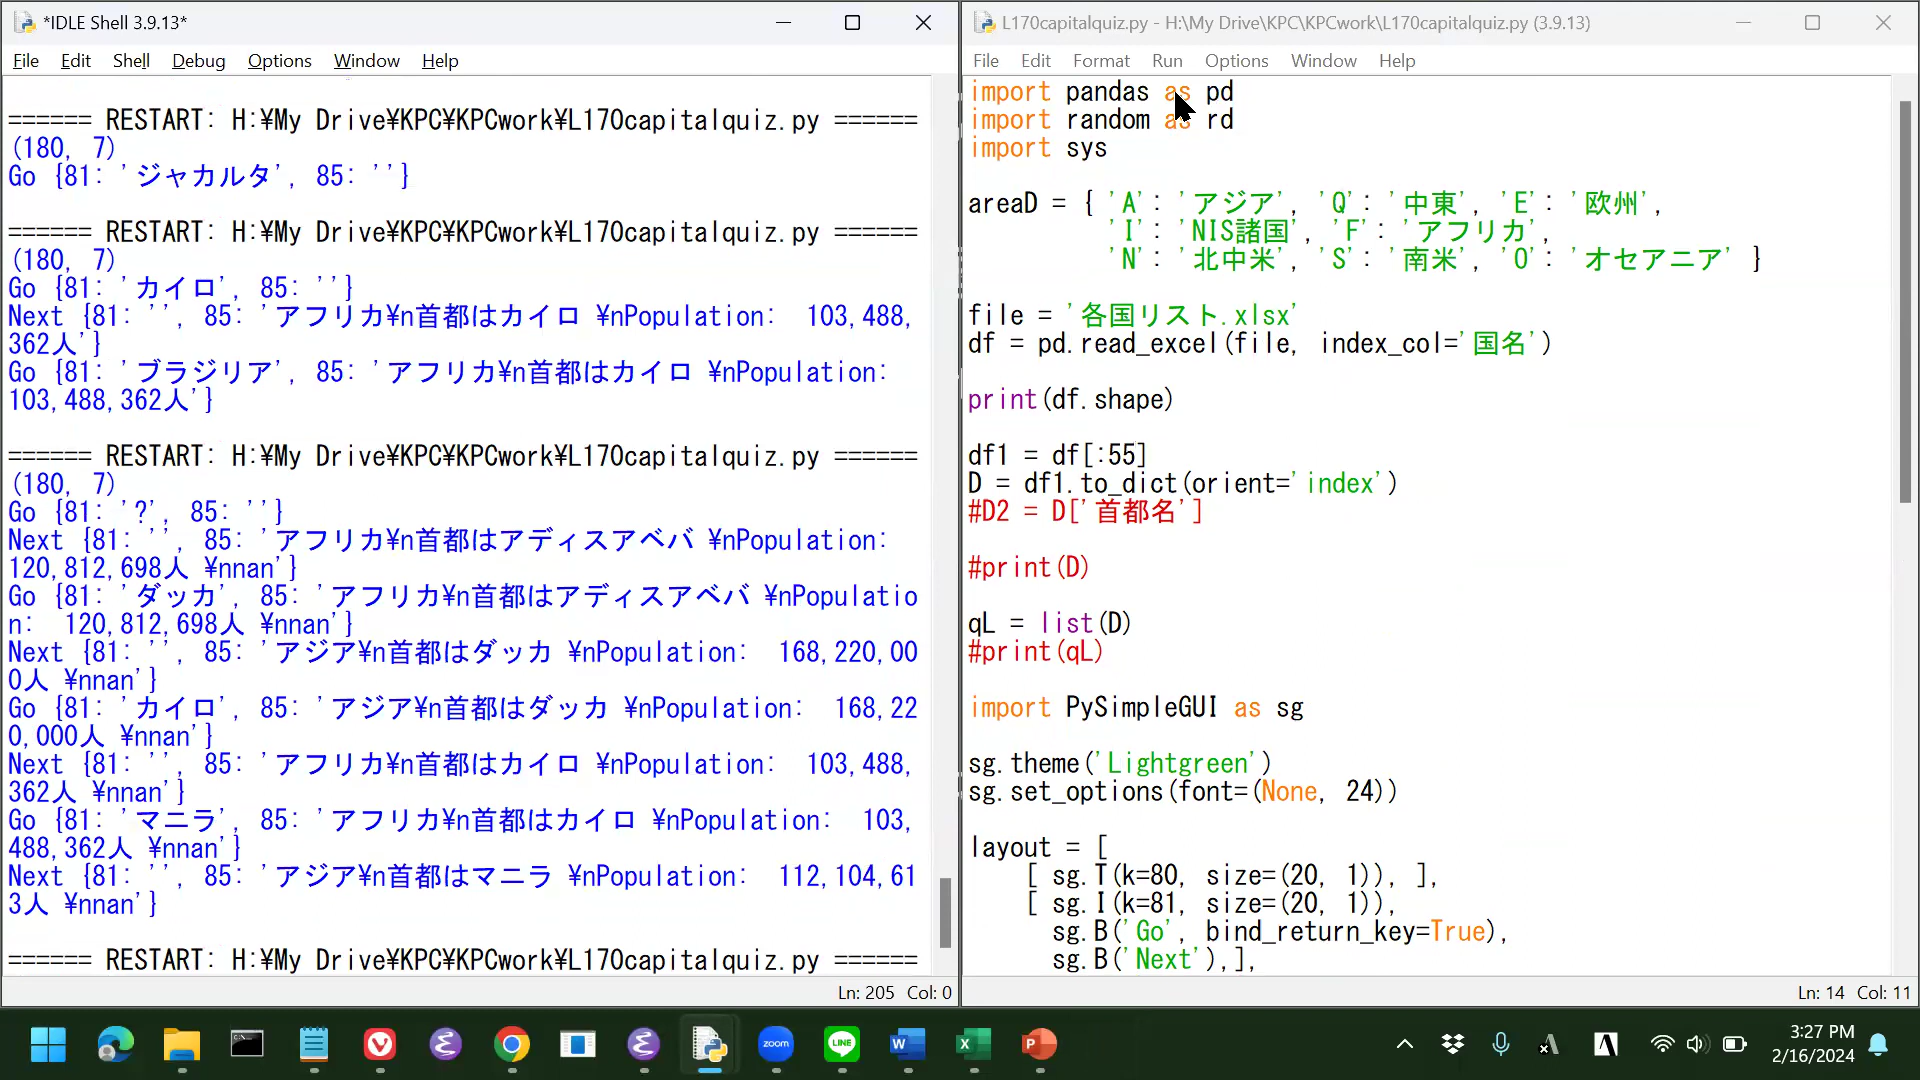 *IDLE Shell 3.9.13*
File Edit Shell Debug Options Window Help
====== RESTART: H:¥My Drive¥KPC¥KPCwork¥L170capitalquiz.py ======
(180, 7)
Go {81: 'ジャカルタ', 85: ''}
====== RESTART: H:¥My Drive¥KPC¥KPCwork¥L170capitalquiz.py ======
(180, 7)
Go {81: 'カイロ', 85: ''}
Next {81: '', 85: 'アフリカ¥n首都はカイロ ¥nPopulation:  103,488,
362人'}
Go {81: 'ブラジリア', 85: 'アフリカ¥n首都はカイロ ¥nPopulation:
103,488,362人'}
====== RESTART: H:¥My Drive¥KPC¥KPCwork¥L170capitalquiz.py ======
(180, 7)
Go {81: '?', 85: ''}
Next {81: '', 85: 'アフリカ¥n首都はアディスアベバ ¥nPopulation:
120,812,698人 ¥nnan'}
Go {81: 'ダッカ', 85: 'アフリカ¥n首都はアディスアベバ ¥nPopulatio
n:  120,812,698人 ¥nnan'}
Next {81: '', 85: 'アジア¥n首都はダッカ ¥nPopulation:  168,220,00
0人 ¥nnan'}
Go {81: 'カイロ', 85: 'アジア¥n首都はダッカ ¥nPopulation:  168,22
0,000人 ¥nnan'}
Next {81: '', 85: 'アフリカ¥n首都はカイロ ¥nPopulation:  103,488,
362人 ¥nnan'}
Go {81: 'マニラ', 85: 'アフリカ¥n首都はカイロ ¥nPopulation:  103,
488,362人 ¥nnan'}
Next {81: '', 85: 'アジア¥n首都はマニラ ¥nPopulation:  112,104,61
3人 ¥nnan'}
====== RESTART: H:¥My Drive¥KPC¥KPCwork¥L170capitalquiz.py ======
Ln: 205 Col: 0
L170capitalquiz.py - H:\My Drive\KPC\KPCwork\L170capitalquiz.py (3.9.13)
File Edit Format Run Options Window Help
import pandas as pd
import random as rd
import sys
areaD = { 'A': 'アジア', 'Q': '中東', 'E': '欧州',
'I': 'NIS諸国', 'F': 'アフリカ',
'N': '北中米', 'S': '南米', 'O': 'オセアニア' }
file = '各国リスト.xlsx'
df = pd.read_excel(file, index_col='国名')
print(df.shape)
df1 = df[:55]
D = df1.to_dict(orient='index')
#D2 = D['首都名']
#print(D)
qL = list(D)
#print(qL)
import PySimpleGUI as sg
sg.theme('Lightgreen')
sg.set_options(font=(None, 24))
layout = [
[ sg.T(k=80, size=(20, 1)), ],
[ sg.I(k=81, size=(20, 1)),
sg.B('Go', bind_return_key=True),
sg.B('Next'),],
Ln: 14 Col: 11
zoom
LINE
W
X
P
A
3:27 PM
2/16/2024